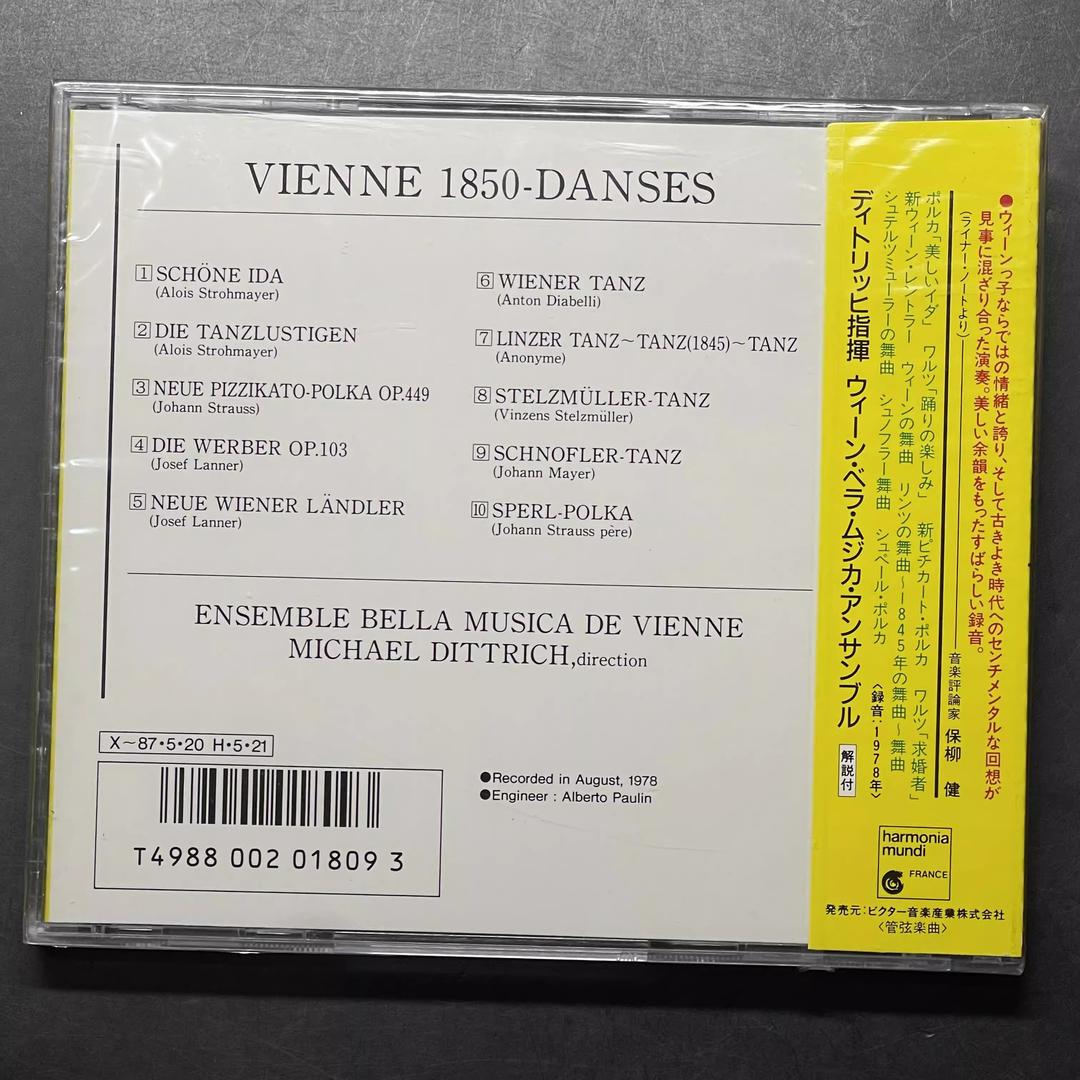 VIENNE 1850-DANSES
1 SCHÖNE IDA
(Alois Strohmayer)
2 DIE TANZLUSTIGEN
(Alois Strohmayer)
3 NEUE PIZZIKATO-POLKA OP.449
(Johann Strauss)
4 DIE WERBER OP.103
(Josef Lanner)
5 NEUE WIENER LÄNDLER
(Josef Lanner)
6 WIENER TANZ
(Anton Diabelli)
7 LINZER TANZ~TANZ(1845)~TANZ
(Anonyme)
8 STELZMÜLLER-TANZ
(Vinzens Stelzmüller)
9 SCHNOFLER-TANZ
(Johann Mayer)
10 SPERL-POLKA
(Johann Strauss père)
ENSEMBLE BELLA MUSICA DE VIENNE
MICHAEL DITTRICH,direction
X~87・5・20 H・5・21
T4988 002 01809 3
●Recorded in August, 1978
●Engineer : Alberto Paulin
●ウィーンっ子ならではの情緒と誇り、そして古きよき時代へのセンチメンタルな回想が
見事に混ざり合った演奏。美しい余韻をもったすばらしい録音。
(ライナー・ノートより)――音楽評論家 保柳 健
ポルカ「美しいイダ」 ワルツ「踊りの楽しみ」 新ピチカート・ポルカ ワルツ「求婚者」
新ウィーン・レントラー ウィーンの舞曲 リンツの舞曲~1845年の舞曲~舞曲
シュテルツミューラーの舞曲 シュノフラー舞曲 シュペール・ポルカ
〈録音:1978年〉
ディトリッヒ指揮 ウィーン・ベラ・ムジカ・アンサンブル
解説付
harmonia
mundi
FRANCE
発売元:ビクター音楽産業株式会社
〈管弦楽曲〉